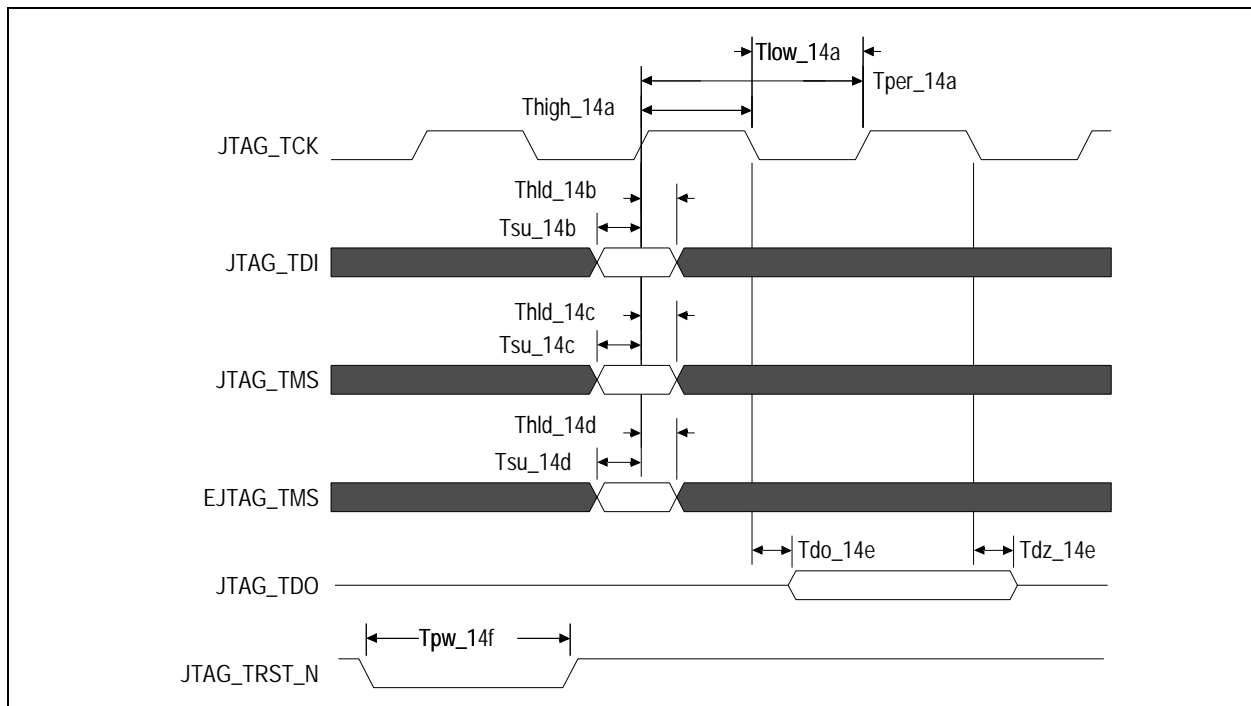 Tlow_14a
Tper_14a
Thigh_14a
JTAG_TCK
Thld_14b
Tsu_14b
JTAG_TDI
Thld_14c
Tsu_14c
JTAG_TMS
Thld_14d
Tsu_14d
EJTAG_TMS
Tdo_14e
Tdz_14e
JTAG_TDO
Tpw_14f
JTAG_TRST_N